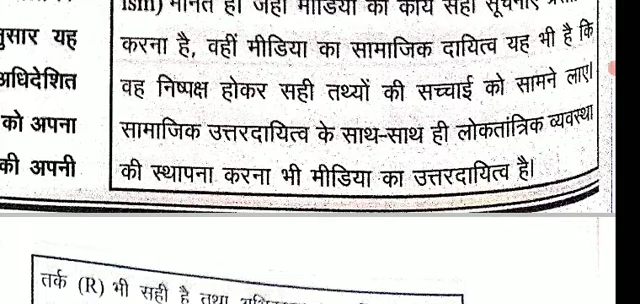 ism) मानते हैं। जहाँ मीडिया का कार्य सही सूचनाएँ
नुसार यह
करना है, वहीं मीडिया का सामाजिक दायित्व यह भी है कि
अधिदेशित
वह निष्पक्ष होकर सही तथ्यों की सच्चाई को सामने लाए।
को अपना
सामाजिक उत्तरदायित्व के साथ-साथ ही लोकतांत्रिक व्यवस्था
की अपनी
की स्थापना करना भी मीडिया का उत्तरदायित्व है।
तर्क (R) भी सही है तथा